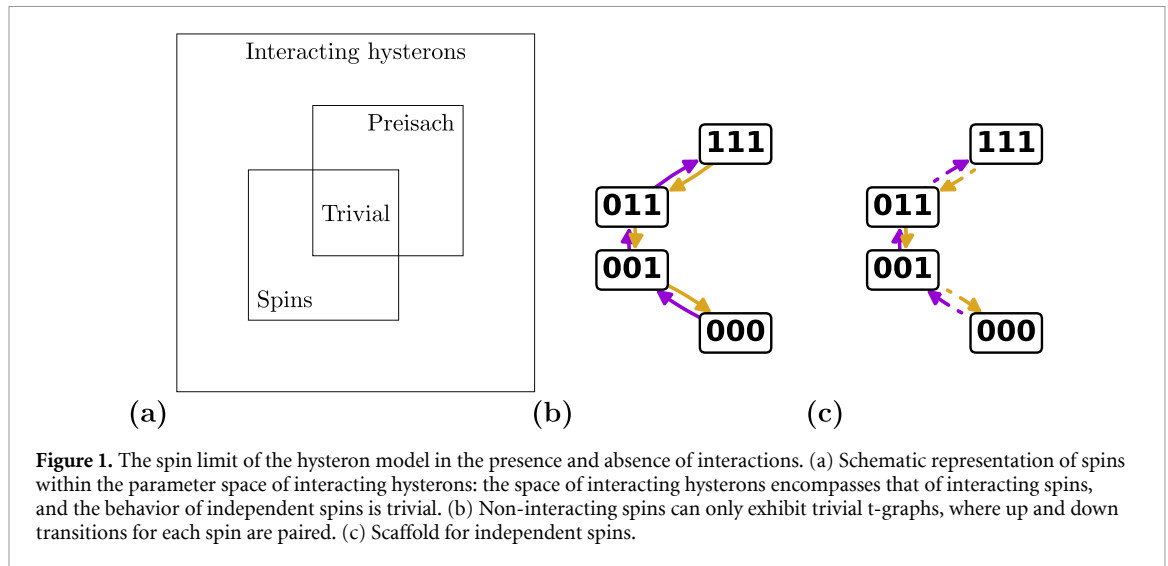 Interacting hysterons
Preisach
Trivial
Spins
(a)
111
011
001
000
(b)
111
011
001
000
(c)
Figure 1. The spin limit of the hysteron model in the presence and absence of interactions. (a) Schematic representation of spins
within the parameter space of interacting hysterons: the space of interacting hysterons encompasses that of interacting spins,
and the behavior of independent spins is trivial. (b) Non-interacting spins can only exhibit trivial t-graphs, where up and down
transitions for each spin are paired. (c) Scaffold for independent spins.